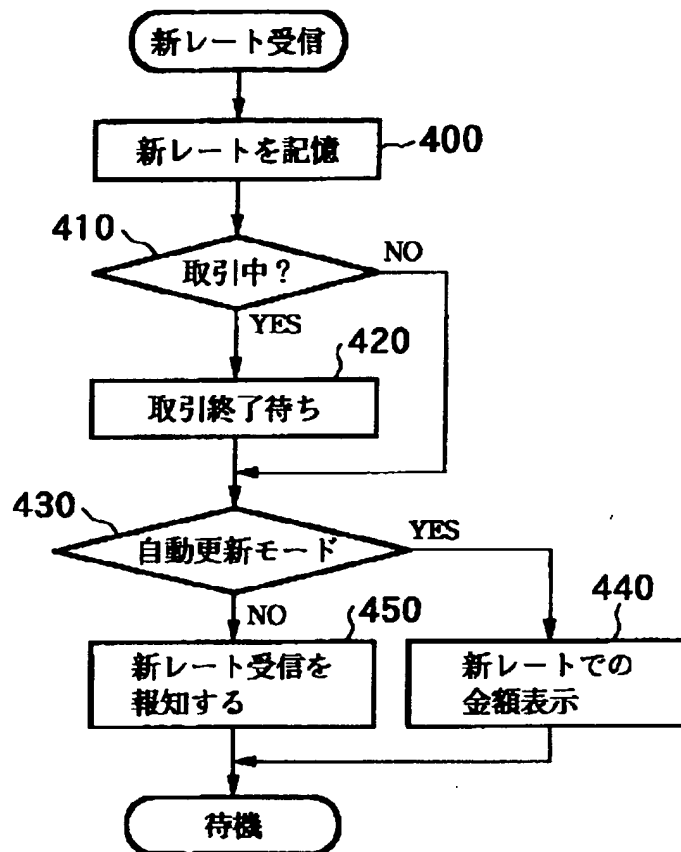 新レート受信
新レートを記憶
400
410
取引中?
NO
YES
420
取引終了待ち
430
自動更新モード
YES
NO
450
440
新レート受信を
報知する
新レートでの
金額表示
待機